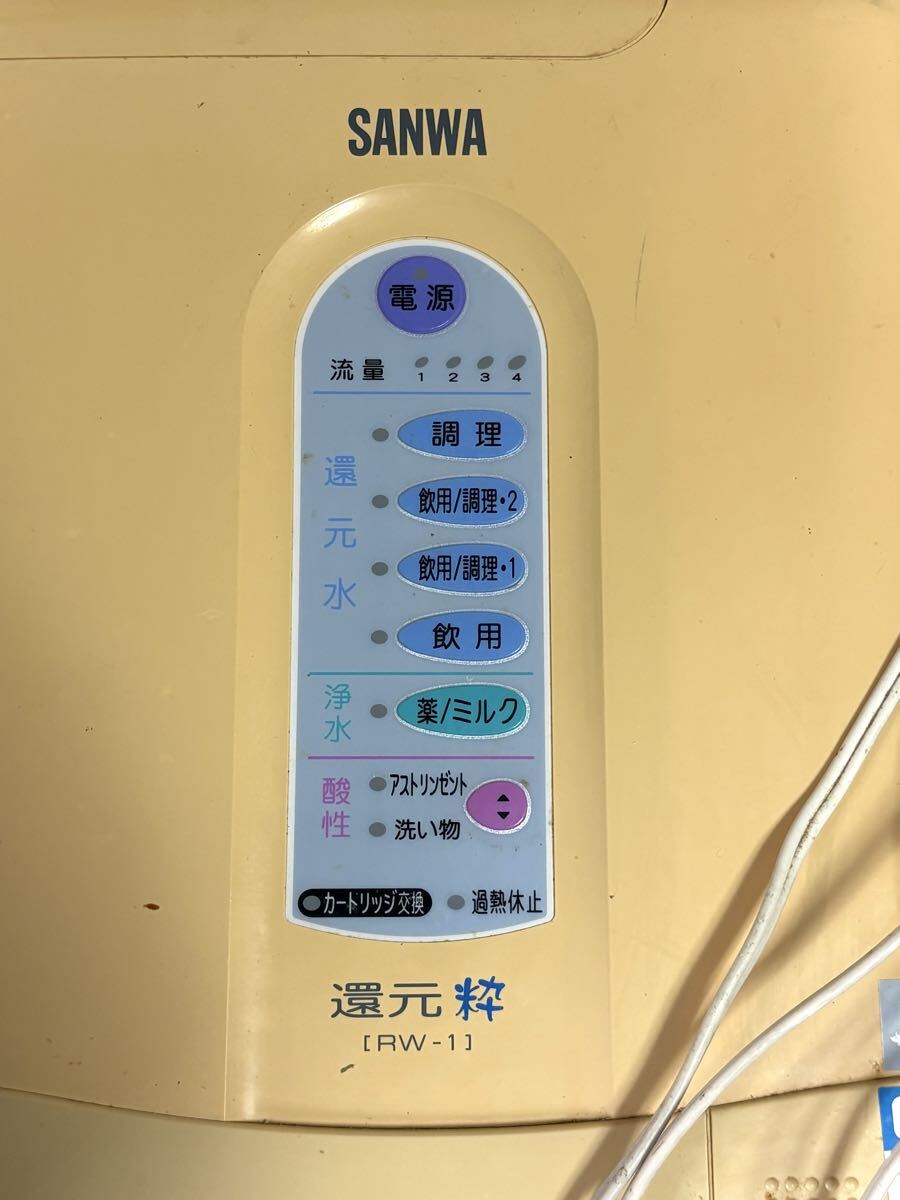 SANWA
電源
流量 1 2 3 4
還元水
調理
飲用/調理・2
飲用/調理・1
飲用
浄水
薬/ミルク
酸性
アストリンゼント
洗い物
カートリッジ交換 過熱休止
還元粋
[RW-1]